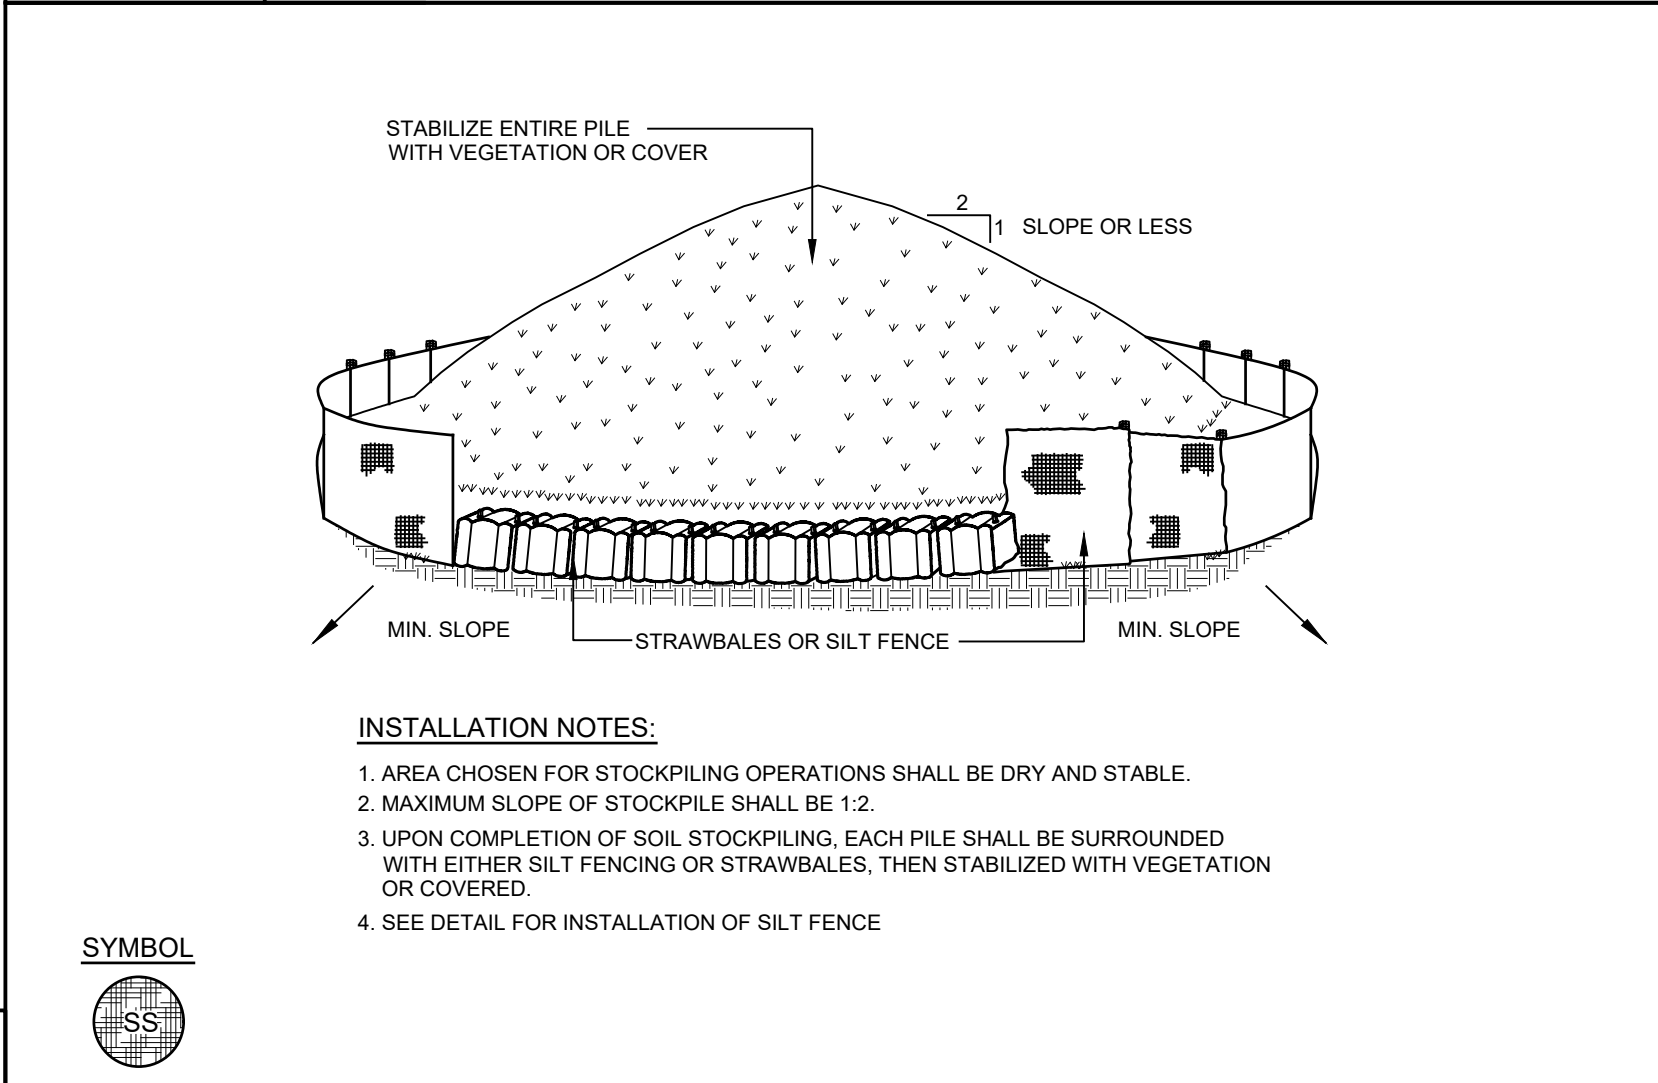 STABILIZE ENTIRE PILE
WITH VEGETATION OR COVER
2
1 SLOPE OR LESS
MIN. SLOPE
STRAWBALES OR SILT FENCE
MIN. SLOPE
INSTALLATION NOTES:
1. AREA CHOSEN FOR STOCKPILING OPERATIONS SHALL BE DRY AND STABLE.
2. MAXIMUM SLOPE OF STOCKPILE SHALL BE 1:2.
3. UPON COMPLETION OF SOIL STOCKPILING, EACH PILE SHALL BE SURROUNDED
WITH EITHER SILT FENCING OR STRAWBALES, THEN STABILIZED WITH VEGETATION
OR COVERED.
4. SEE DETAIL FOR INSTALLATION OF SILT FENCE
SYMBOL
SS